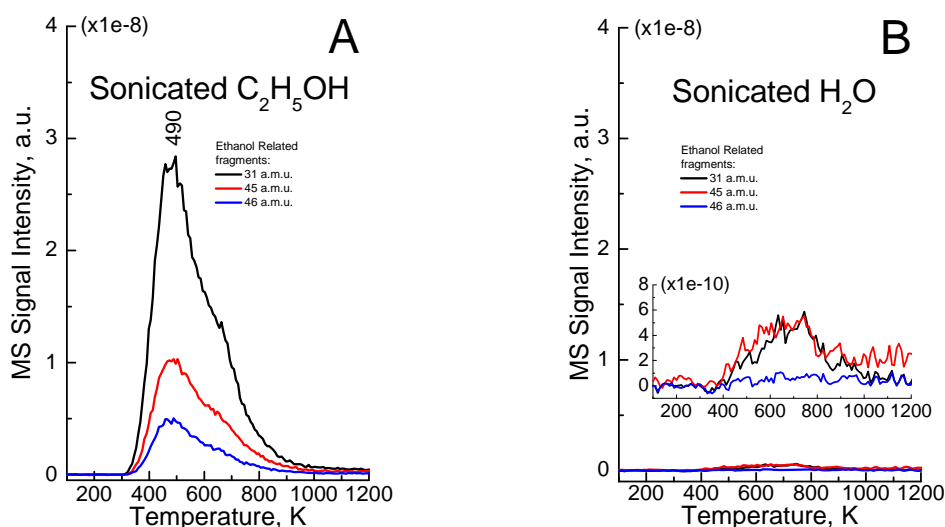 (x1e-8)
A
Sonicated C₂H₅OH
490
Ethanol Related
fragments:
31 a.m.u.
45 a.m.u.
46 a.m.u.
MS Signal Intensity, a.u.
4
3
2
1
0
200 400 600 800 1000 1200
Temperature, K
(x1e-8)
B
Sonicated H₂O
Ethanol Related
fragments:
31 a.m.u.
45 a.m.u.
46 a.m.u.
MS Signal Intensity, a.u.
4
3
2
1
0
(x1e-10)
8
6
4
2
0
200 400 600 800 1000 1200
200 400 600 800 1000 1200
Temperature, K